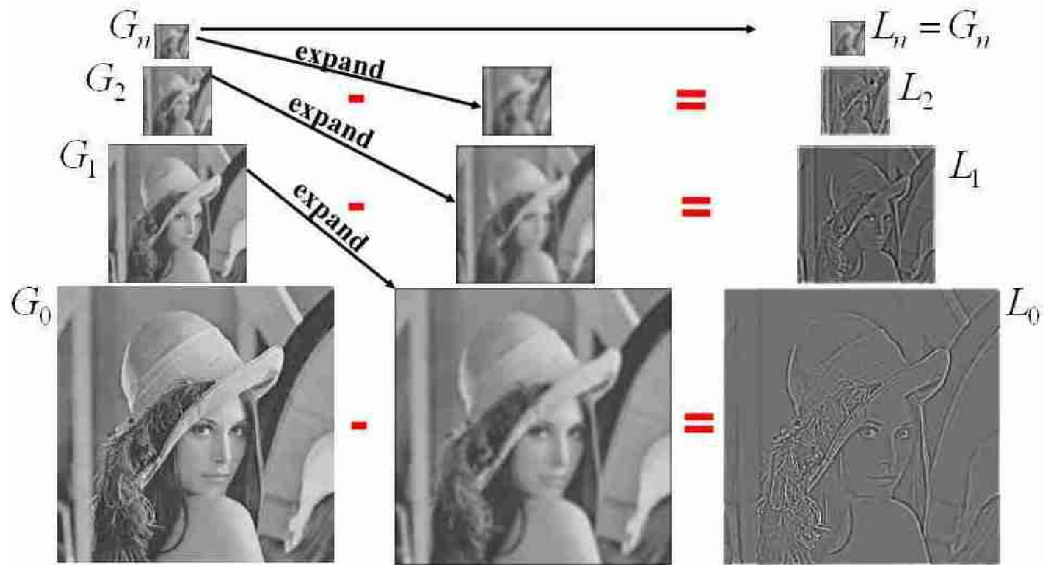 Gₙ
Lₙ = Gₙ
expand
G₂
-
=
L₂
expand
G₁
-
=
L₁
expand
G₀
-
=
L₀